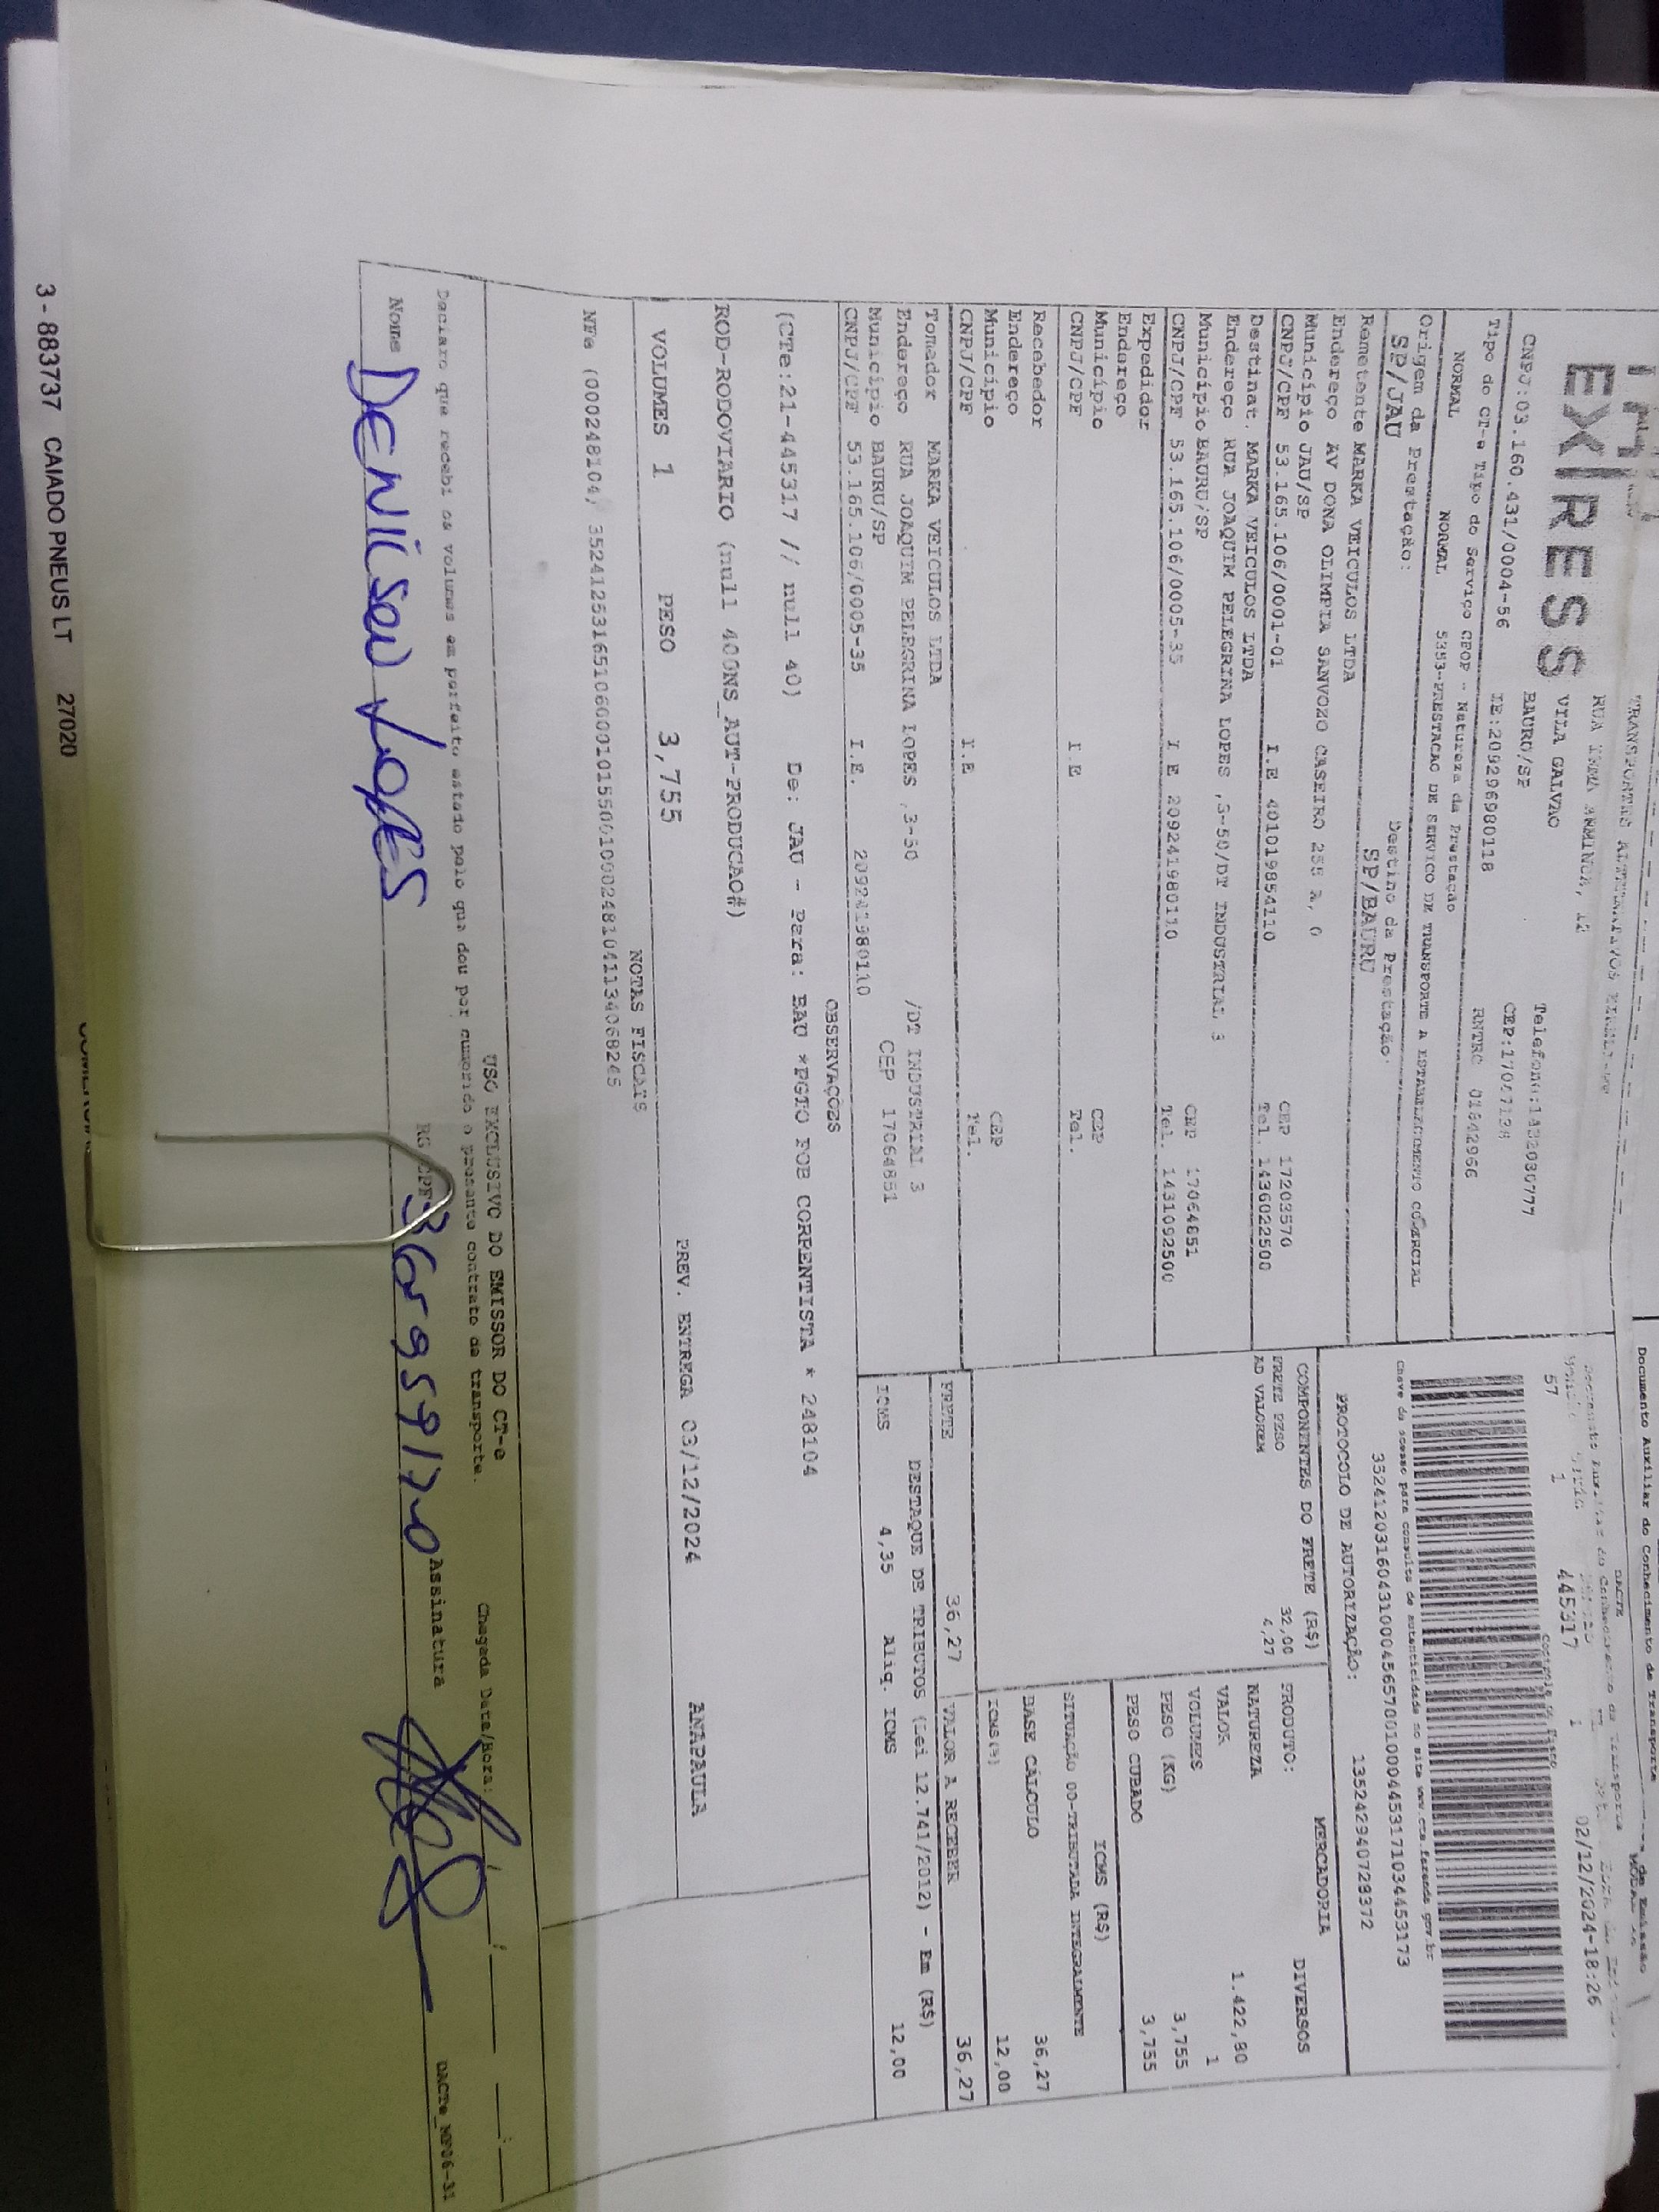 Documento Auxiliar do Conhecimento de Transporte
EXPRESS
TRANSPORTES ALTERNATIVOS
VILA GALVAO
BAURU/SP
Telefone:1432030777
CNPJ:03.160.431/0004-56
IE:209296980118
RNTRC
Tipo do CT-e Tipo do Serviço CFOP - Natureza da Prestação
NORMAL NORMAL 5353-PRESTACAO DE SERVICO DE TRANSPORTE A ESTABELECIMENTO COMERCIAL
Origem da Prestação:
SP/JAU
Destino da Prestação:
SP/BAURU
Remetente MARKA VEICULOS LTDA
Endereço AV DONA OLIMPIA SANVOZO CASEIRO 255 A, 0
Município JAU/SP CEP 17203570
CNPJ/CPF 53.165.106/0001-01 I.E 401019854110 Tel. 1436022500
Destinat. MARKA VEICULOS LTDA
Endereço RUA JOAQUIM PELEGRINA LOPES ,3-50/DT INDUSTRIAL 3
Município BAURU/SP CEP 17064851
CNPJ/CPF 53.165.106/0005-35 I E 209241980110 Tel. 1431092500
Expedidor
Endereço
Município CEP
CNPJ/CPF I.E Tel.
Recebedor
Endereço
Município CEP
CNPJ/CPF I.E Tel.
Tomador MARKA VEICULOS LTDA
Endereço RUA JOAQUIM PELEGRINA LOPES ,3-50 /DT INDUSTRIAL 3
Município BAURU/SP CEP 17064851
CNPJ/CPF 53.165.106/0005-35 I.E. 209241980110
57 1 445317 1 02/12/2024-18:26
Chave de acesso para consulta de autenticidade no site www.cte.fazenda.gov.br
35241203160431000456570010004453171034453173
PROTOCOLO DE AUTORIZAÇÃO: 135242940729372
COMPONENTES DO FRETE (R$)
FRETE PESO 32,00
AD VALOREM 4,27
MERCADORIA
PRODUTO: DIVERSOS
NATUREZA
VALOR 1.422,80
VOLUMES 1
PESO (KG) 3,755
PESO CUBADO 3,755
ICMS (R$)
SITUAÇÃO 00-TRIBUTADA INTEGRALMENTE
BASE CÁLCULO 36,27
ICMS(%) 12,00
FRETE 36,27 VALOR A RECEBER 36,27
DESTAQUE DE TRIBUTOS (Lei 12.741/2012) - Em (R$)
ICMS 4,35 Aliq. ICMS 12,00
OBSERVAÇÕES
(CTe:21-445317 // null 40) De: JAU - Para: BAU *PGTO FOB CORRENTISTA * 248104
ROD-RODOVIARIO (null 400NS_AUT-PRODUCAO#)
VOLUMES 1 PESO 3,755 PREV. ENTREGA 03/12/2024 ANAPAULA
NOTAS FISCAIS
NFe (000248104, 35241253165106000101550010002481041134068245
USO EXCLUSIVO DO EMISSOR DO CT-e
Declaro que recebi os volumes em perfeito estado pelo que dou por cumprido o presente contrato de transporte. Chegada Data/Hora:
Nome Denilson Lopes RG/CPF Assinatura
DACTe_MP06-31
3 - 883737 CAIADO PNEUS LT 27020